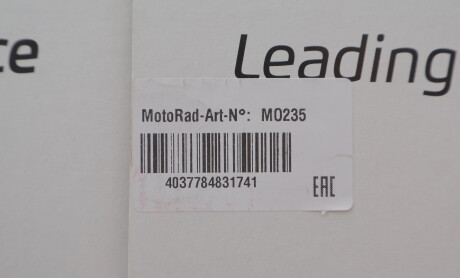 ce
Leading
MotoRad-Art-N°: MO235
4037784831741
EAC